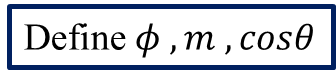 Define 𝜙 , 𝑚 , 𝑐𝑜𝑠𝜃